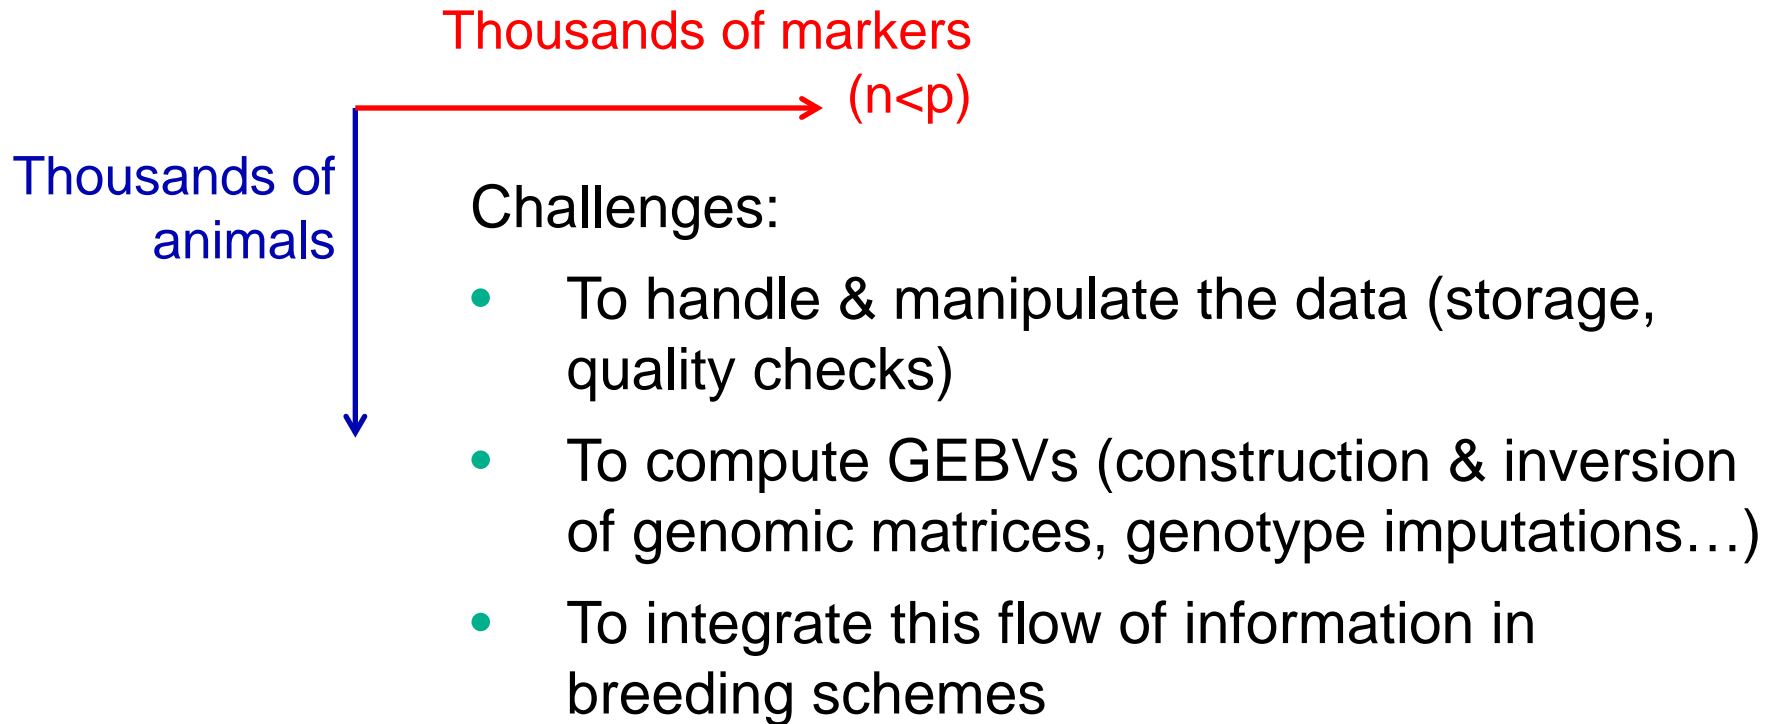 Thousands of markers
(n<p)
Thousands of
animals
Challenges:
• To handle & manipulate the data (storage,
quality checks)
• To compute GEBVs (construction & inversion
of genomic matrices, genotype imputations…)
• To integrate this flow of information in
breeding schemes